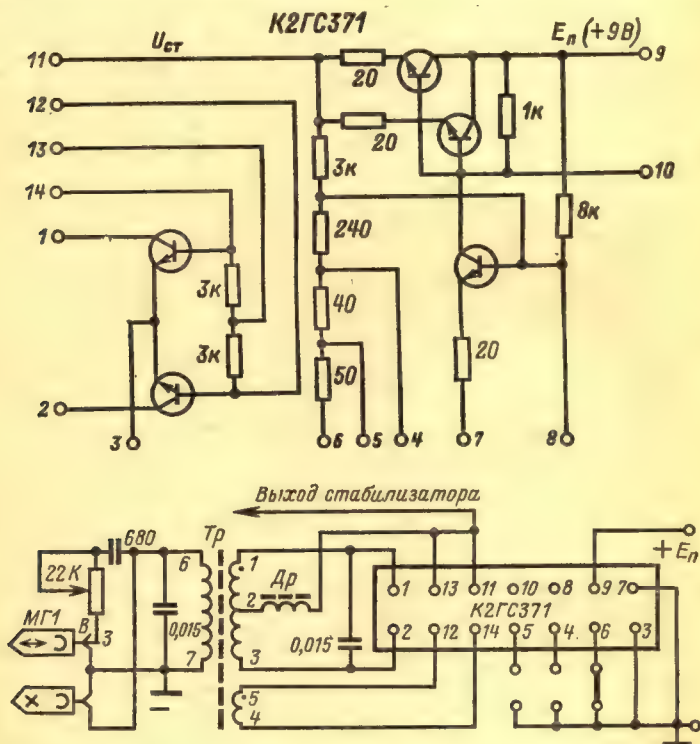 К2ГС371
11 Uст 20 Eп (+9В) 9
12
13 20 1к
14 3к 10
1 240 8к
3к
40
3к 20
50
2
3 6 5 4 7 8
Выход стабилизатора
680 Тр
6 1 + Eп
22К Др 1 13 11 10 8 9 7
2 К2ГС371
МГ1 В 3 0,015 0,015 2 12 14 5 4 6 3
7 3
5
4